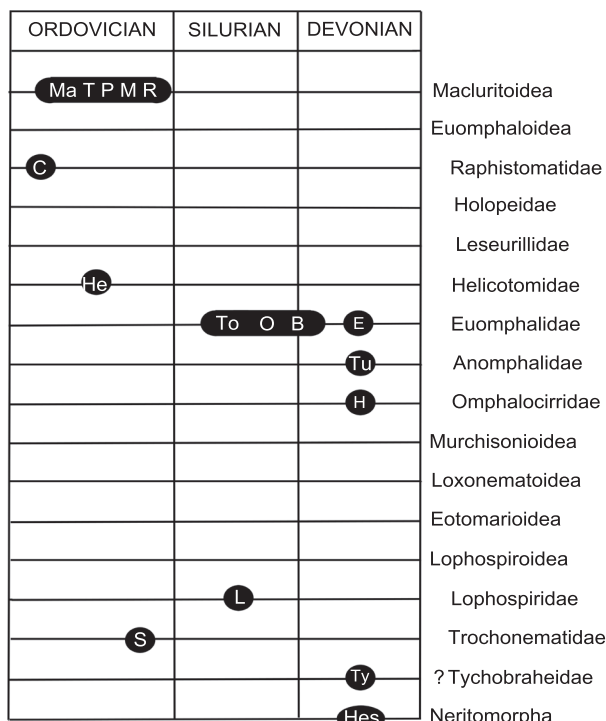 ORDOVICIAN SILURIAN DEVONIAN
Ma T P M R Macluritoidea
Euomphaloidea
C Raphistomatidae
Holopeidae
Leseurillidae
He Helicotomidae
To O B E Euomphalidae
Tu Anomphalidae
H Omphalocirridae
Murchisonioidea
Loxonematoidea
Eotomarioidea
Lophospiroidea
L Lophospiridae
S Trochonematidae
Ty ? Tychobraheidae
Hes Neritomorpha